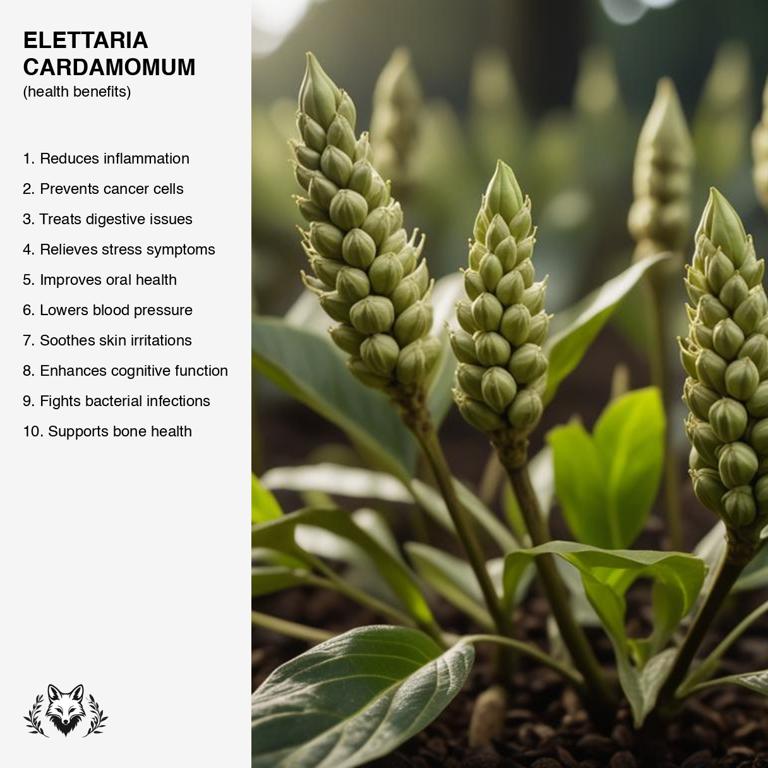 ELETTARIA
CARDAMOMUM
(health benefits)
1. Reduces inflammation
2. Prevents cancer cells
3. Treats digestive issues
4. Relieves stress symptoms
5. Improves oral health
6. Lowers blood pressure
7. Soothes skin irritations
8. Enhances cognitive function
9. Fights bacterial infections
10. Supports bone health